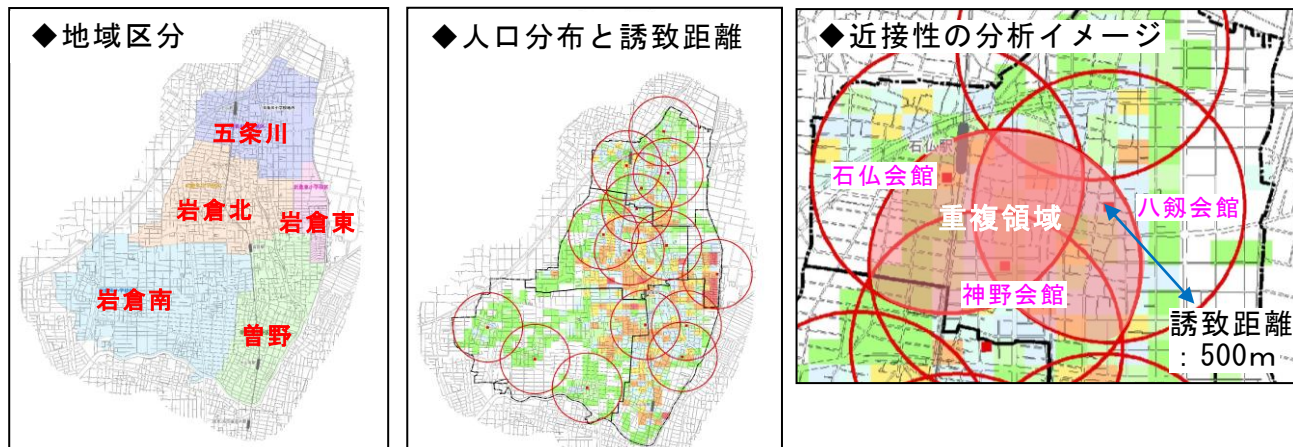 ◆地域区分
五条川
岩倉北
岩倉東
岩倉南
曽野
◆人口分布と誘致距離
◆近接性の分析イメージ
石仏駅
石仏会館
八剱会館
重複領域
神野会館
誘致距離
:500m